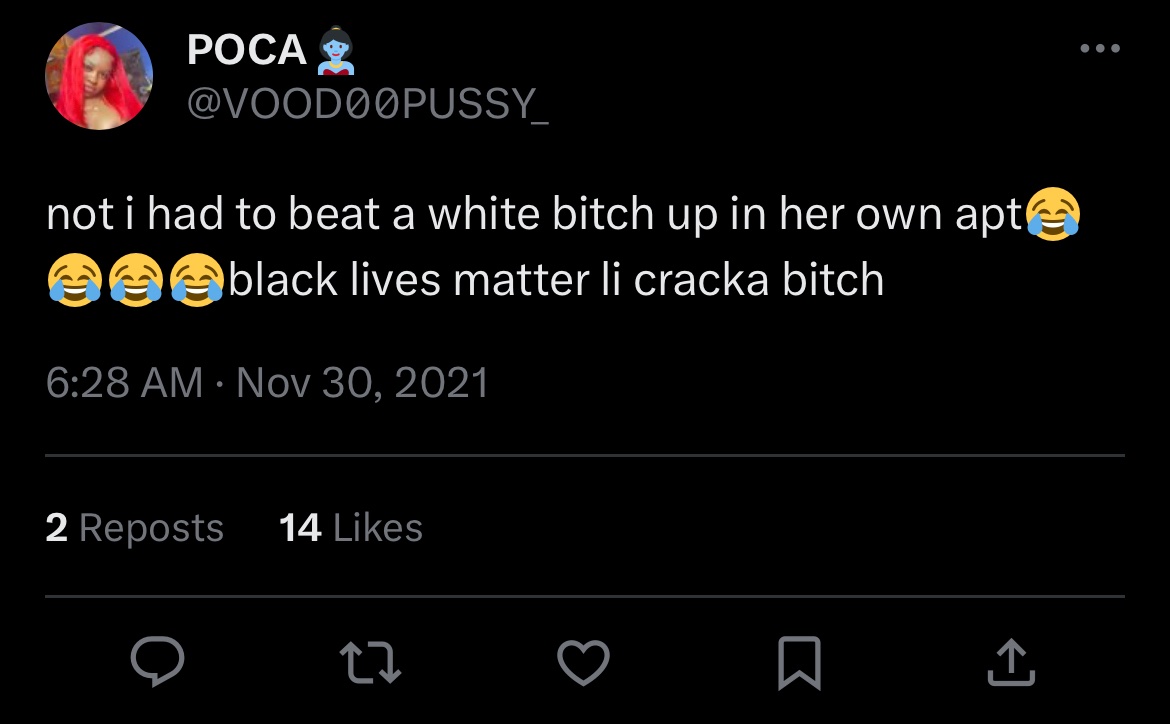 POCA
@VOOD00PUSSY_
not i had to beat a white bitch up in her own apt😂
😂😂😂black lives matter li cracka bitch
6:28 AM · Nov 30, 2021
2 Reposts 14 Likes